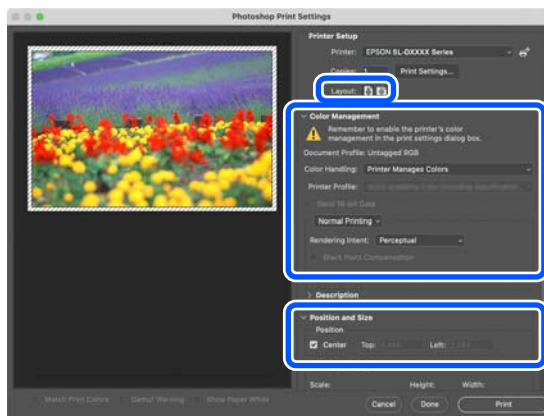 Photoshop Print Settings
Printer Setup
Printer: EPSON SL-DXXXX Series
Copies: 1 Print Settings...
Layout:
Color Management
Remember to enable the printer's color
management in the print settings dialog box.
Document Profile: Untagged RGB
Color Handling: Printer Manages Colors
Printer Profile:
Send 16-bit Data
Normal Printing
Rendering Intent: Perceptual
Black Point Compensation
Description
Position and Size
Position
Center Top: Left:
Scale: Height: Width:
Match Print Colors Gamut Warning Show Paper White
Cancel Done Print